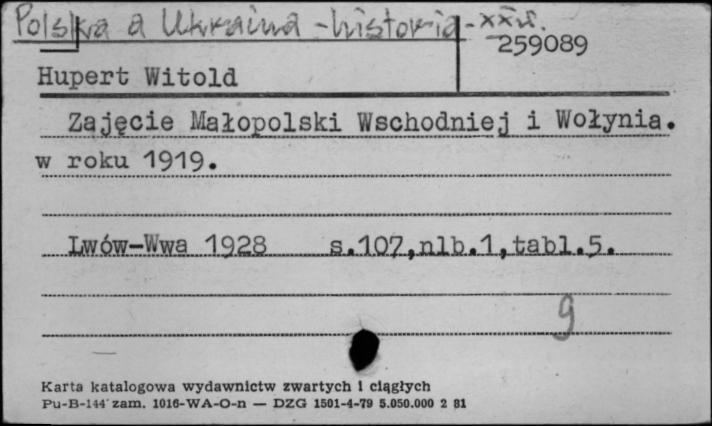 Polska a Ukraina - historia - XX w.
259089
Hupert Witold
Zajęcie Małopolski Wschodniej i Wołynia.
w roku 1919.
Lwów-Wwa 1928 s.107,nlb.1,tabl.5.
9
Karta katalogowa wydawnictw zwartych i ciągłych
Pu-B-144 zam. 1016-WA-O-n — DZG 1501-4-79 5.050.000 2 81